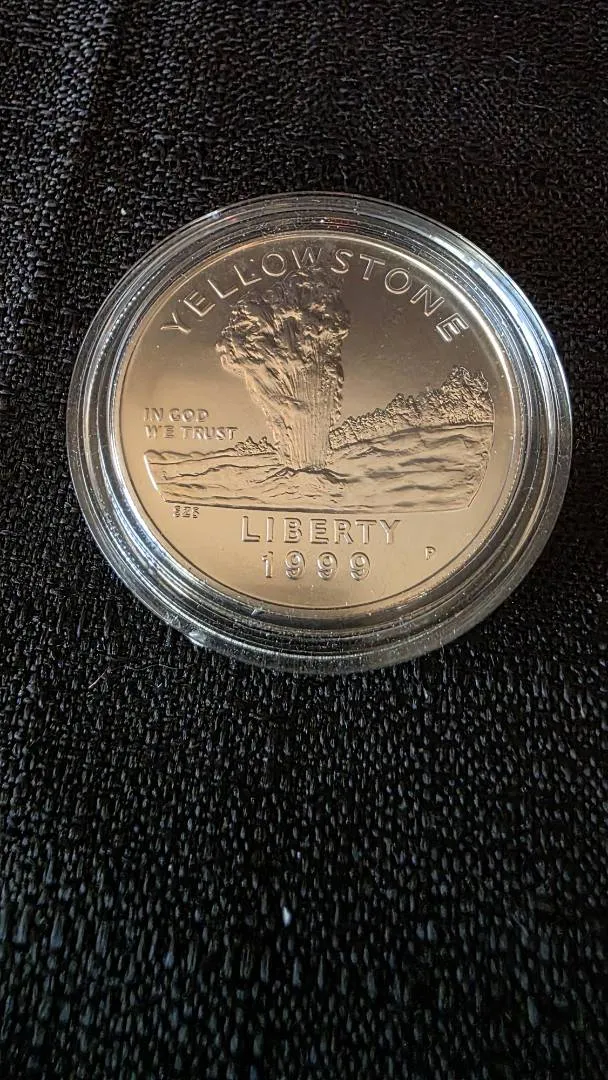 YELLOWSTONE
IN GOD
WE TRUST
LIBERTY
1999
P